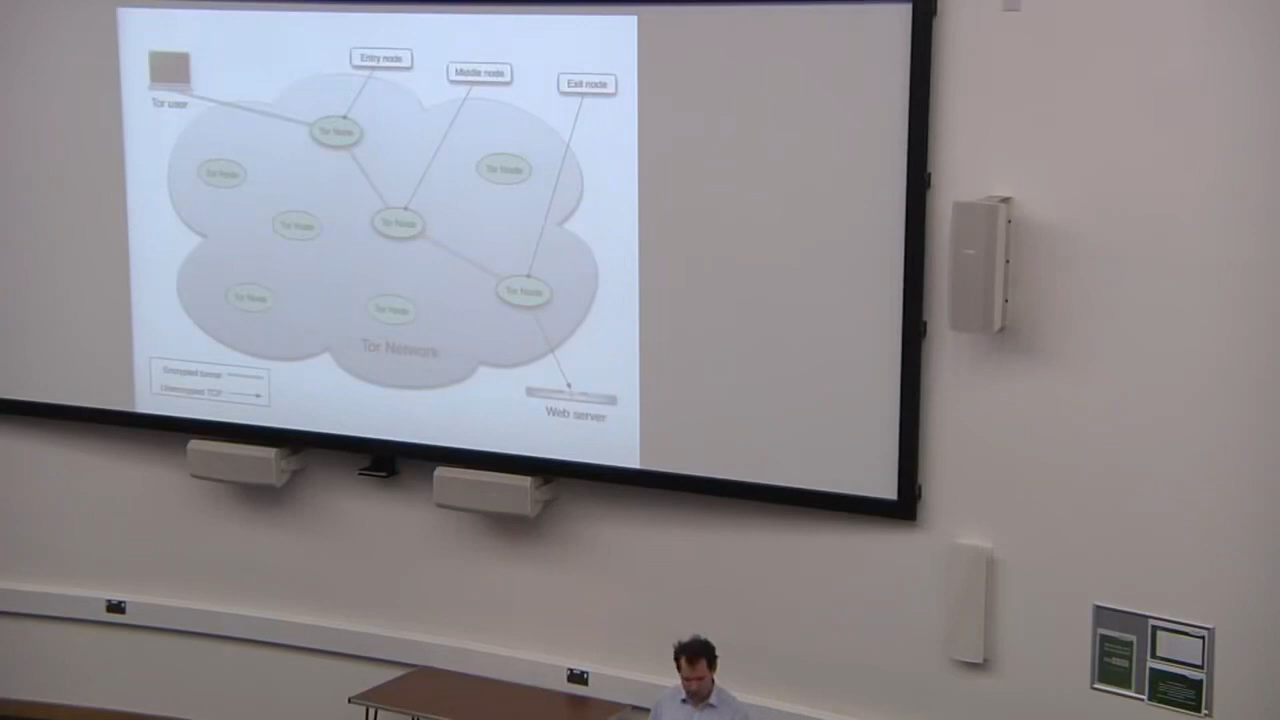 Entry node
Middle node
Exit node
Tor user
Tor Node
Tor Node
Tor Node
Tor Node
Tor Node
Tor Node
Tor Node
Tor Node
Tor Network
Encrypted tunnel
Unencrypted TCP
Web server